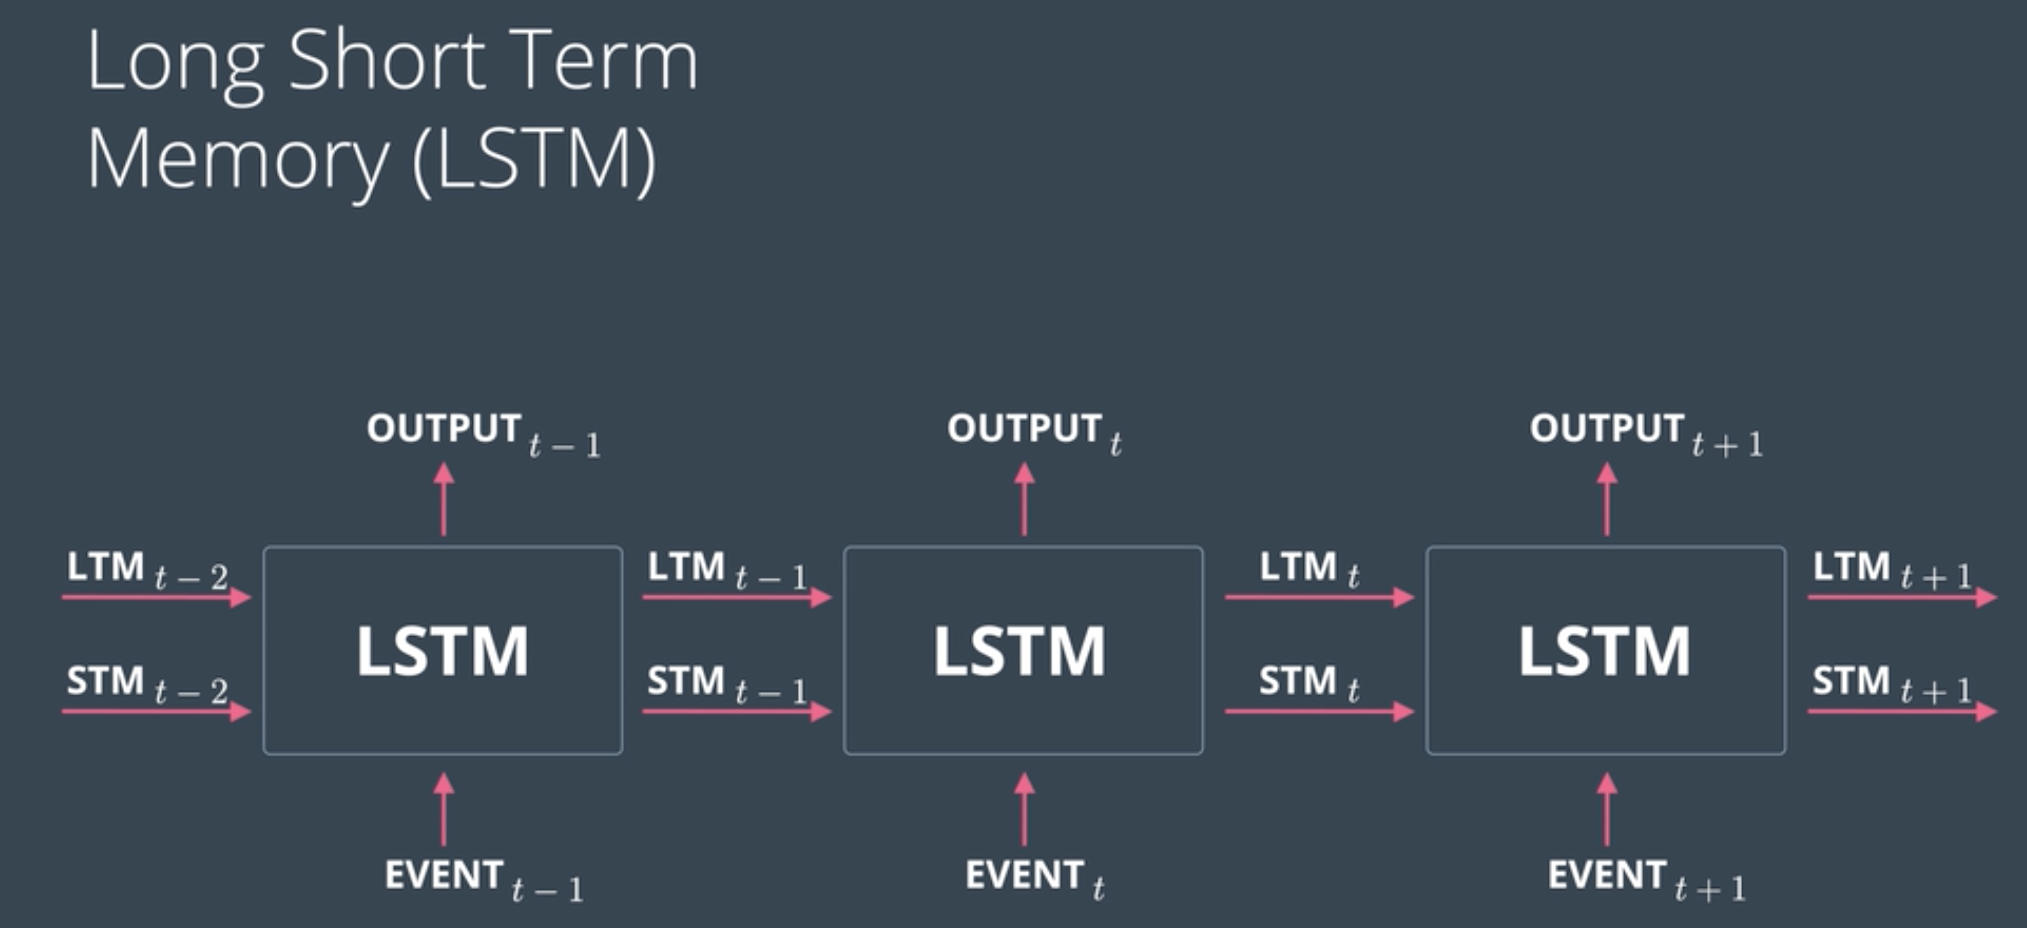 Long Short Term
Memory (LSTM)
OUTPUT t − 1
OUTPUT t
OUTPUT t + 1
LTM t − 2
LTM t − 1
LTM t
LTM t + 1
LSTM
LSTM
LSTM
STM t − 2
STM t − 1
STM t
STM t + 1
EVENT t − 1
EVENT t
EVENT t + 1